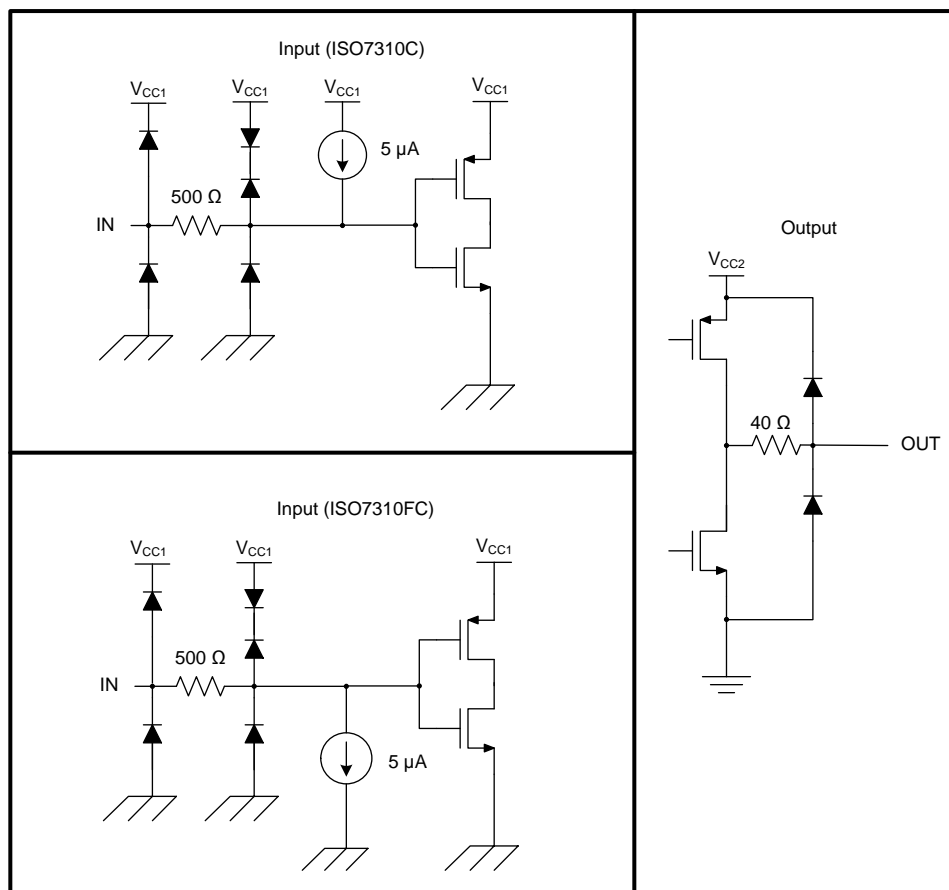 Input (ISO7310C)
VCC1
VCC1
VCC1
VCC1
5 µA
500 Ω
IN
Input (ISO7310FC)
VCC1
VCC1
VCC1
500 Ω
IN
5 µA
Output
VCC2
40 Ω
OUT